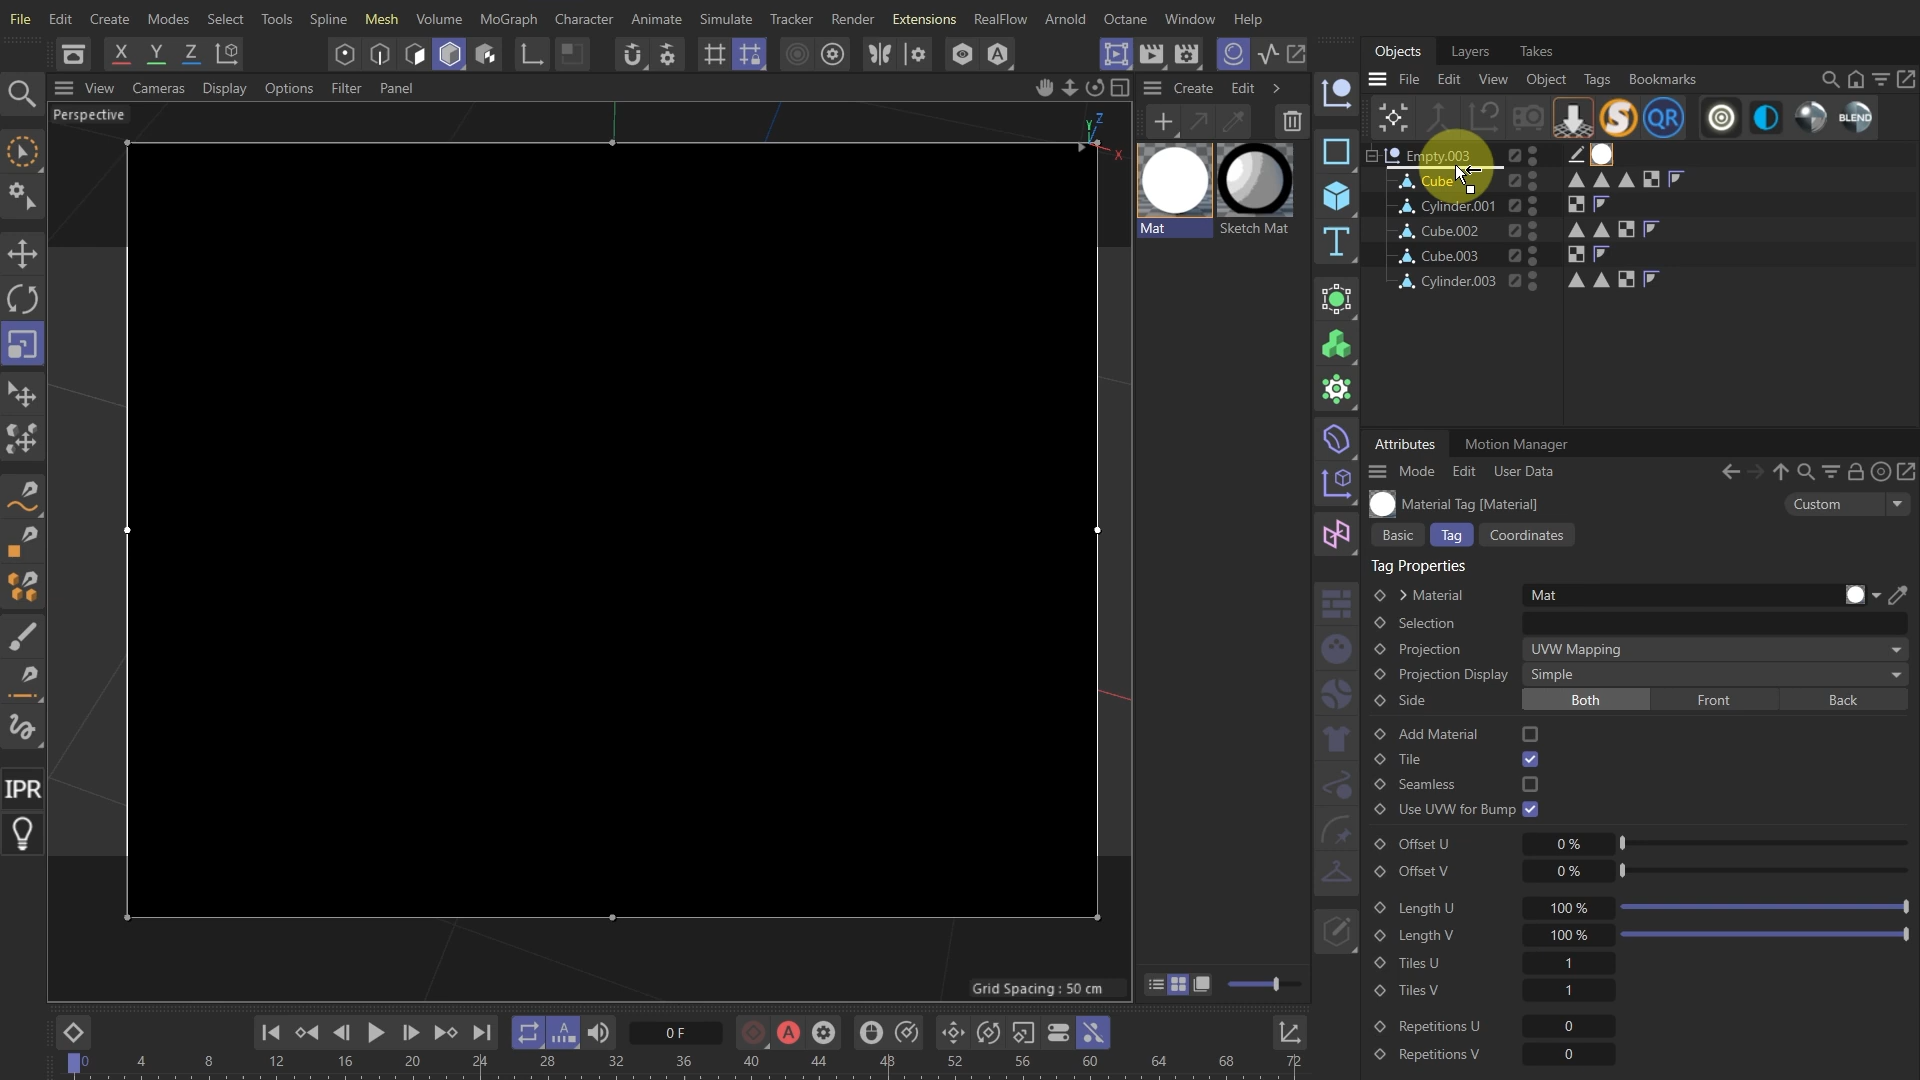 File Edit Create Modes Select Tools Spline Mesh Volume MoGraph Character Animate Simulate Tracker Render Extensions RealFlow Arnold Octane Window Help
X Y Z
Objects Layers Takes
File Edit View Object Tags Bookmarks
View Cameras Display Options Filter Panel
Create Edit
Perspective
Y Z X
QR BLEND
Mat Sketch Mat
Empty.003
Cube
Cylinder.001
Cube.002
Cube.003
Cylinder.003
T
Attributes Motion Manager
Mode Edit User Data
Material Tag [Material] Custom
Basic Tag Coordinates
Tag Properties
Material Mat
Selection
Projection UVW Mapping
Projection Display Simple
Side Both Front Back
Add Material
Tile
Seamless
Use UVW for Bump
Offset U 0 %
Offset V 0 %
Length U 100 %
Length V 100 %
Tiles U 1
Tiles V 1
Repetitions U 0
Repetitions V 0
IPR
Grid Spacing : 50 cm
A 0 F A
0 4 8 12 16 20 24 28 32 36 40 44 48 52 56 60 64 68 72